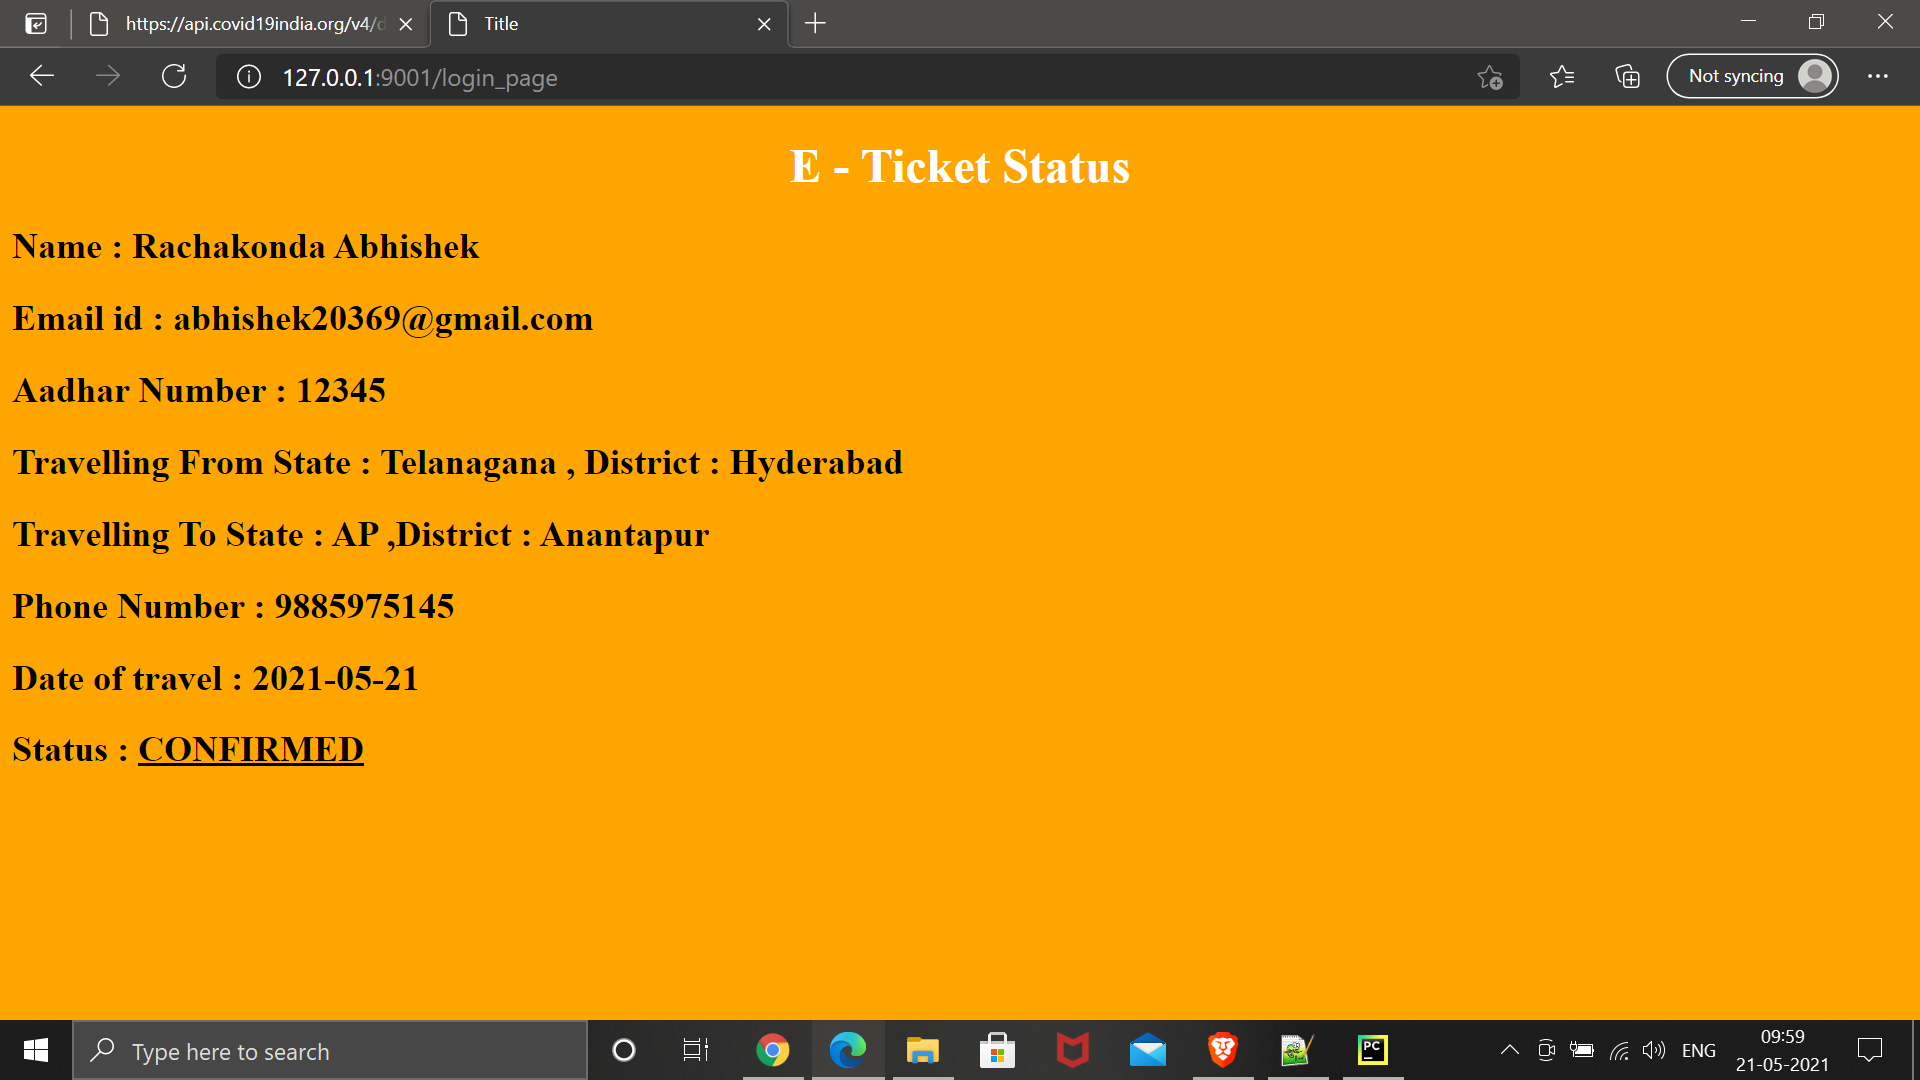 https://api.covid19india.org/v4/d
Title
127.0.0.1:9001/login_page
Not syncing
E - Ticket Status
Name : Rachakonda Abhishek
Email id : abhishek20369@gmail.com
Aadhar Number : 12345
Travelling From State : Telanagana , District : Hyderabad
Travelling To State : AP ,District : Anantapur
Phone Number : 9885975145
Date of travel : 2021-05-21
Status : CONFIRMED
Type here to search
PC
ENG
09:59
21-05-2021